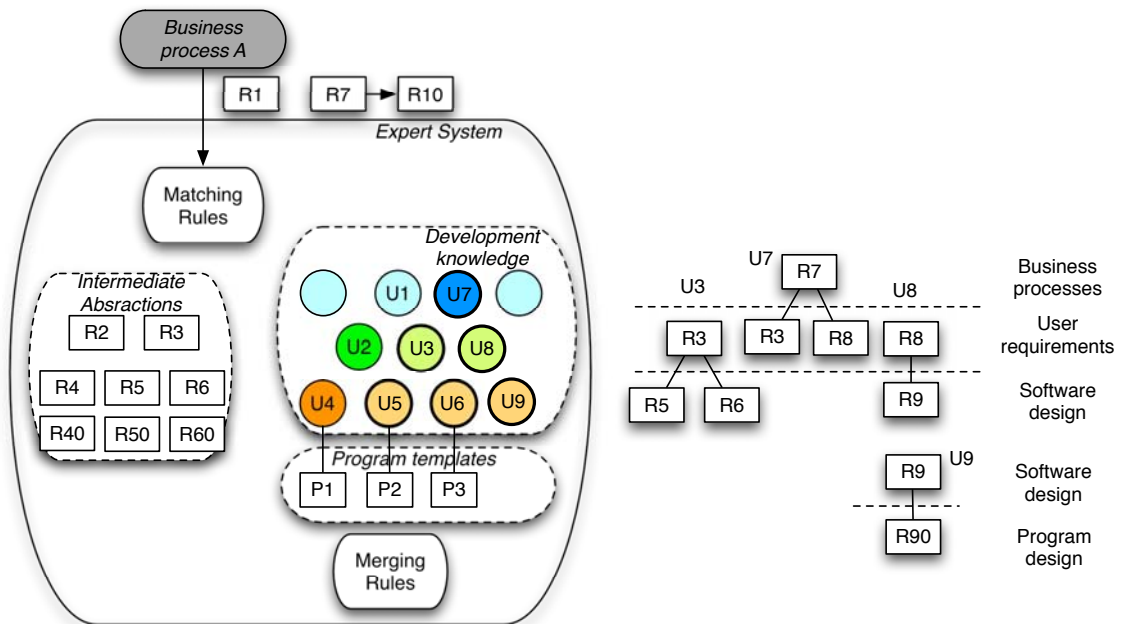 Business
process A
R1
R7
R10
Expert System
Matching
Rules
Development
knowledge
Intermediate
Absractions
R2
R3
R4
R5
R6
R40
R50
R60
U1
U7
U2
U3
U8
U4
U5
U6
U9
Program templates
P1
P2
P3
Merging
Rules
U7
R7
Business
processes
U3
U8
R3
R3
R8
R8
User
requirements
R5
R6
R9
Software
design
R9
U9
Software
design
R90
Program
design